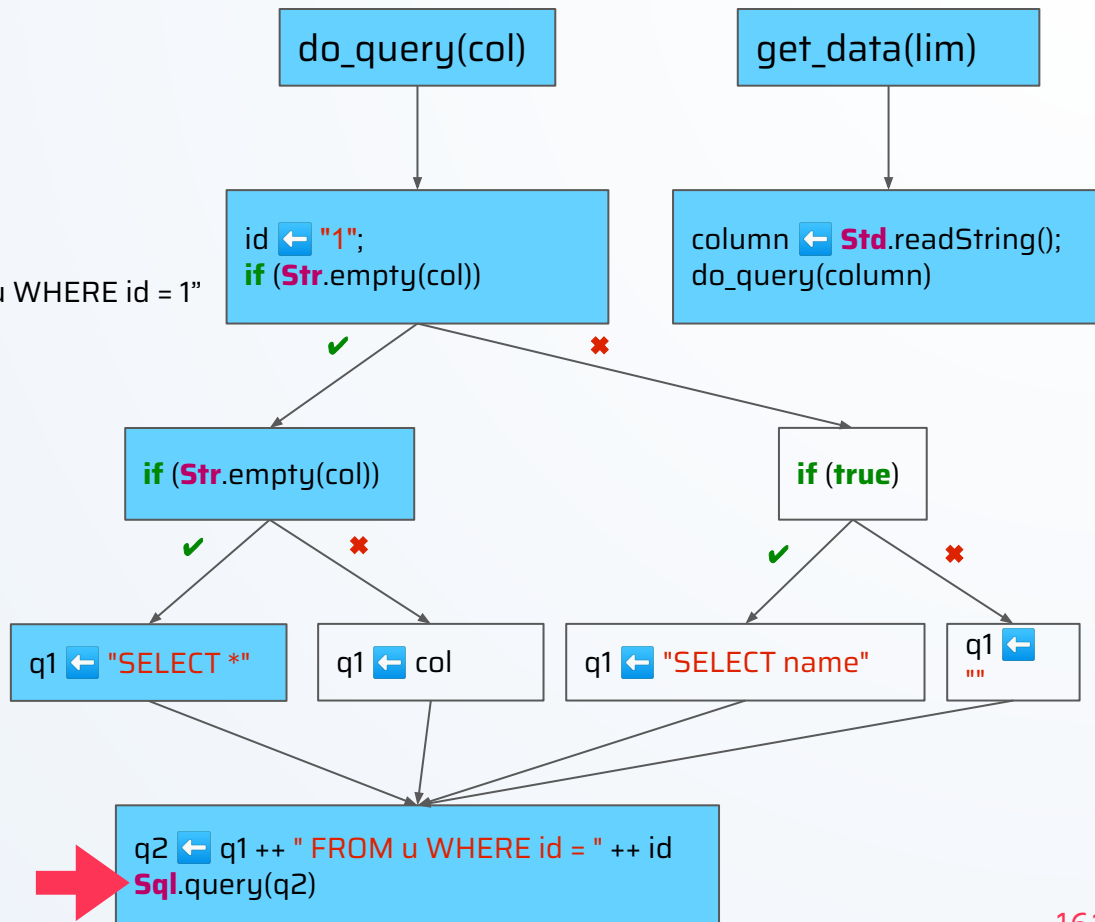 do_query(col)
get_data(lim)
id ⬅ "1";
if (Str.empty(col))
column ⬅ Std.readString();
do_query(column)
WHERE id = 1”
✔
✖
if (Str.empty(col))
if (true)
✔
✖
✔
✖
q1 ⬅ "SELECT *"
q1 ⬅ col
q1 ⬅ "SELECT name"
q1 ⬅
""
q2 ⬅ q1 ++ " FROM u WHERE id = " ++ id
Sql.query(q2)